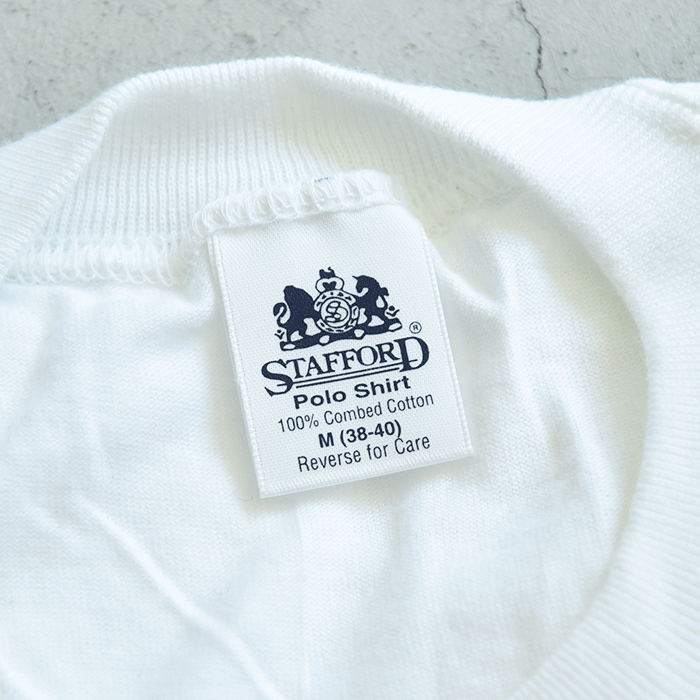 S
STAFFORD®
Polo Shirt
100% Combed Cotton
M (38-40)
Reverse for Care